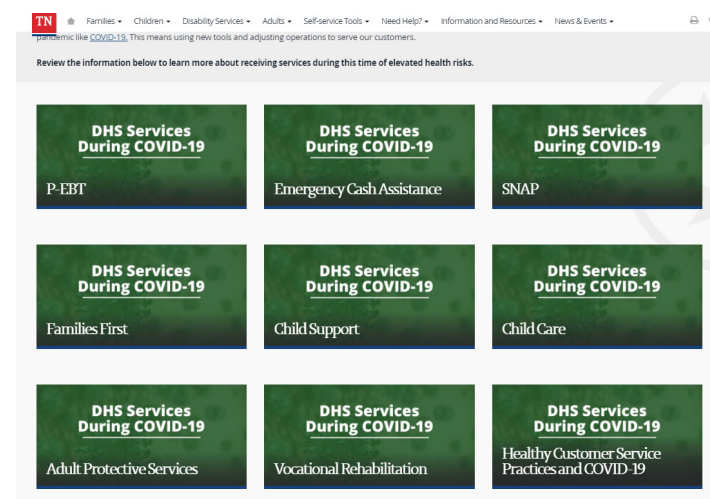 TN Families Children Disability Services Adults Self-service Tools Need Help? Information and Resources News & Events
pandemic like COVID-19. This means using new tools and adjusting operations to serve our customers.
Review the information below to learn more about receiving services during this time of elevated health risks.
DHS Services
During COVID-19
P-EBT
DHS Services
During COVID-19
Emergency Cash Assistance
DHS Services
During COVID-19
SNAP
DHS Services
During COVID-19
Families First
DHS Services
During COVID-19
Child Support
DHS Services
During COVID-19
Child Care
DHS Services
During COVID-19
Adult Protective Services
DHS Services
During COVID-19
Vocational Rehabilitation
DHS Services
During COVID-19
Healthy Customer Service
Practices and COVID-19